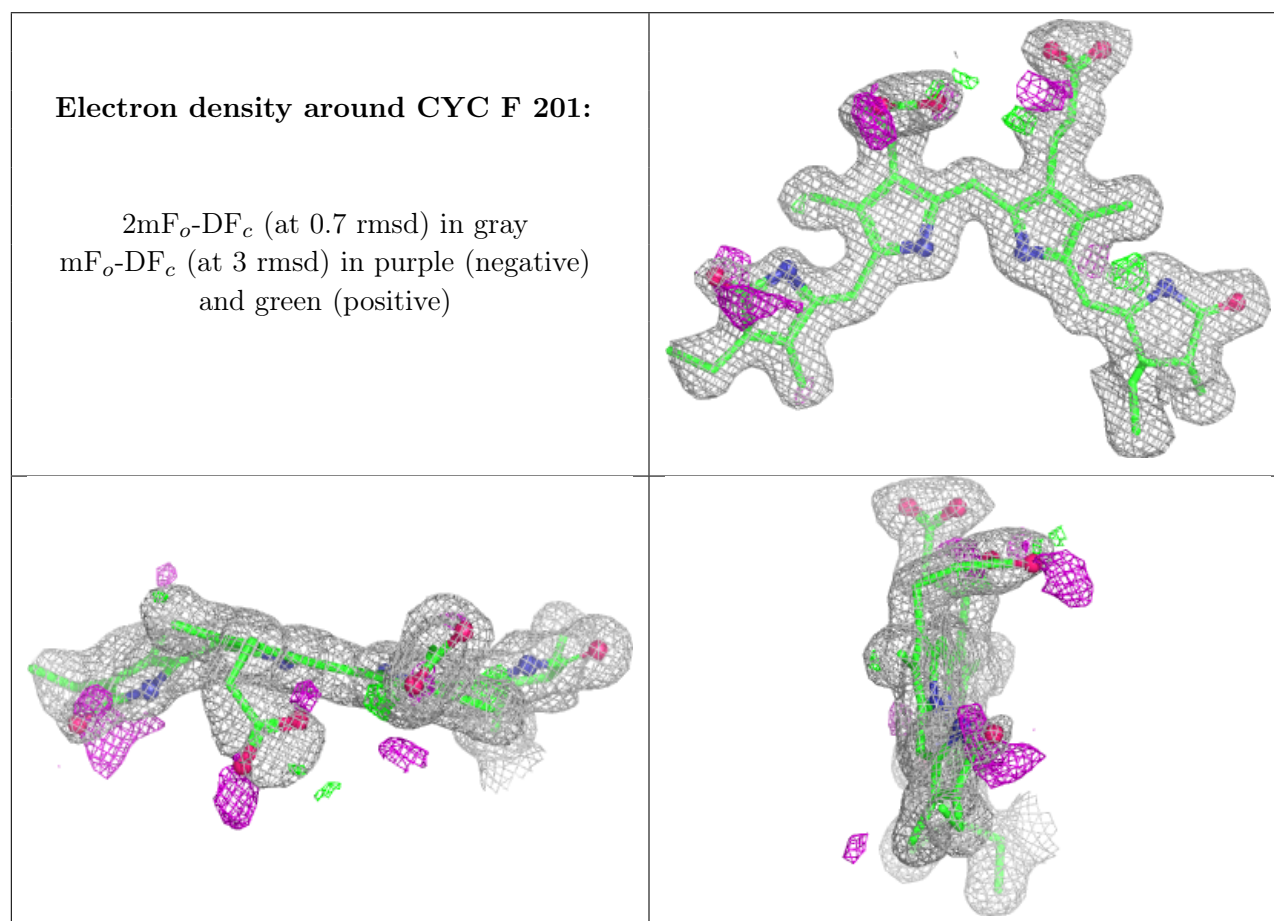 Electron density around CYC F 201:
2mFo-DFc (at 0.7 rmsd) in gray
mFo-DFc (at 3 rmsd) in purple (negative)
and green (positive)